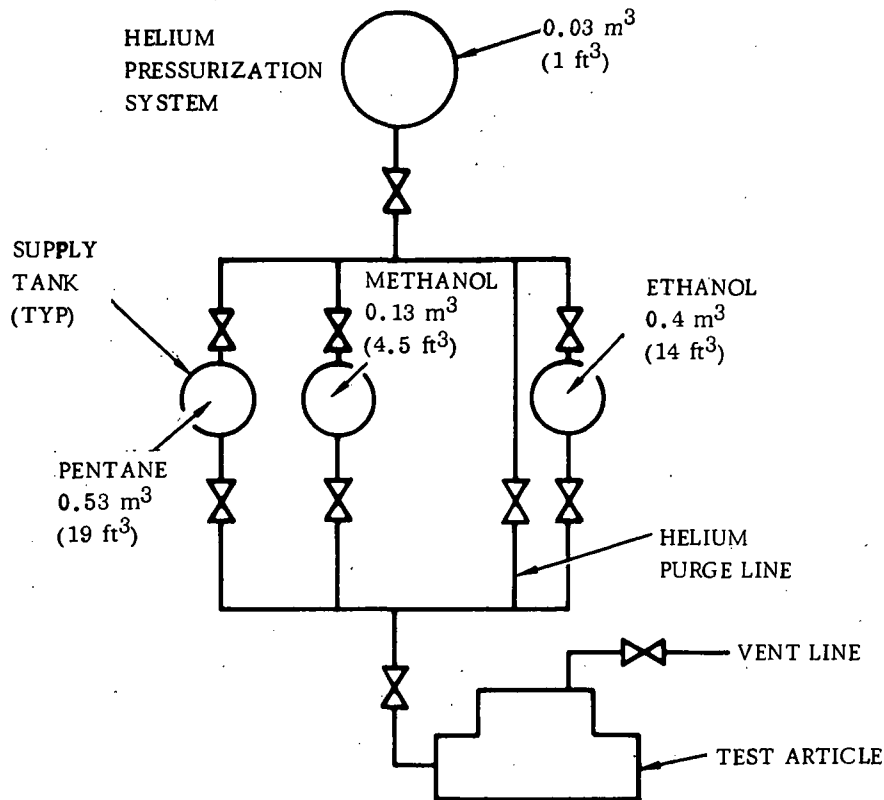 HELIUM
PRESSURIZATION
SYSTEM
0.03 m³
(1 ft³)
SUPPLY
TANK
(TYP)
METHANOL
0.13 m³
(4.5 ft³)
ETHANOL
0.4 m³
(14 ft³)
PENTANE
0.53 m³
(19 ft³)
HELIUM
PURGE LINE
VENT LINE
TEST ARTICLE